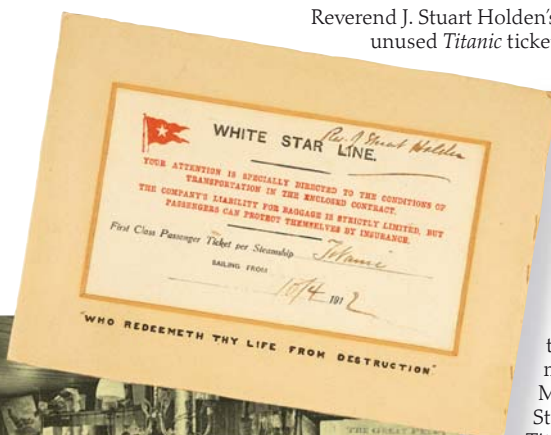 Reverend J. Stuart Holden's
unused Titanic ticket
Rev. J Stuart Holden
WHITE STAR LINE.
YOUR ATTENTION IS SPECIALLY DIRECTED TO THE CONDITIONS OF
TRANSPORTATION IN THE ENCLOSED CONTRACT.
THE COMPANY'S LIABILITY FOR BAGGAGE IS STRICTLY LIMITED, BUT
PASSENGERS CAN PROTECT THEMSELVES BY INSURANCE.
First Class Passenger Ticket per Steamship Titanic
SAILING FROM
10/4 1912
"WHO REDEEMETH THY LIFE FROM DESTRUCTION"
THE GREAT